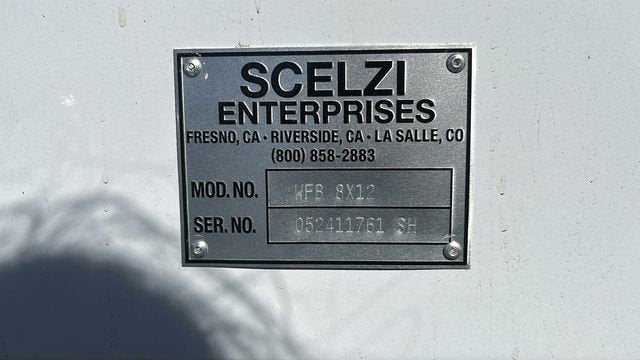 SCELZI
ENTERPRISES
FRESNO, CA • RIVERSIDE, CA • LA SALLE, CO
(800) 858-2883
MOD. NO. WFB 8X12
SER. NO. 052411761 SH